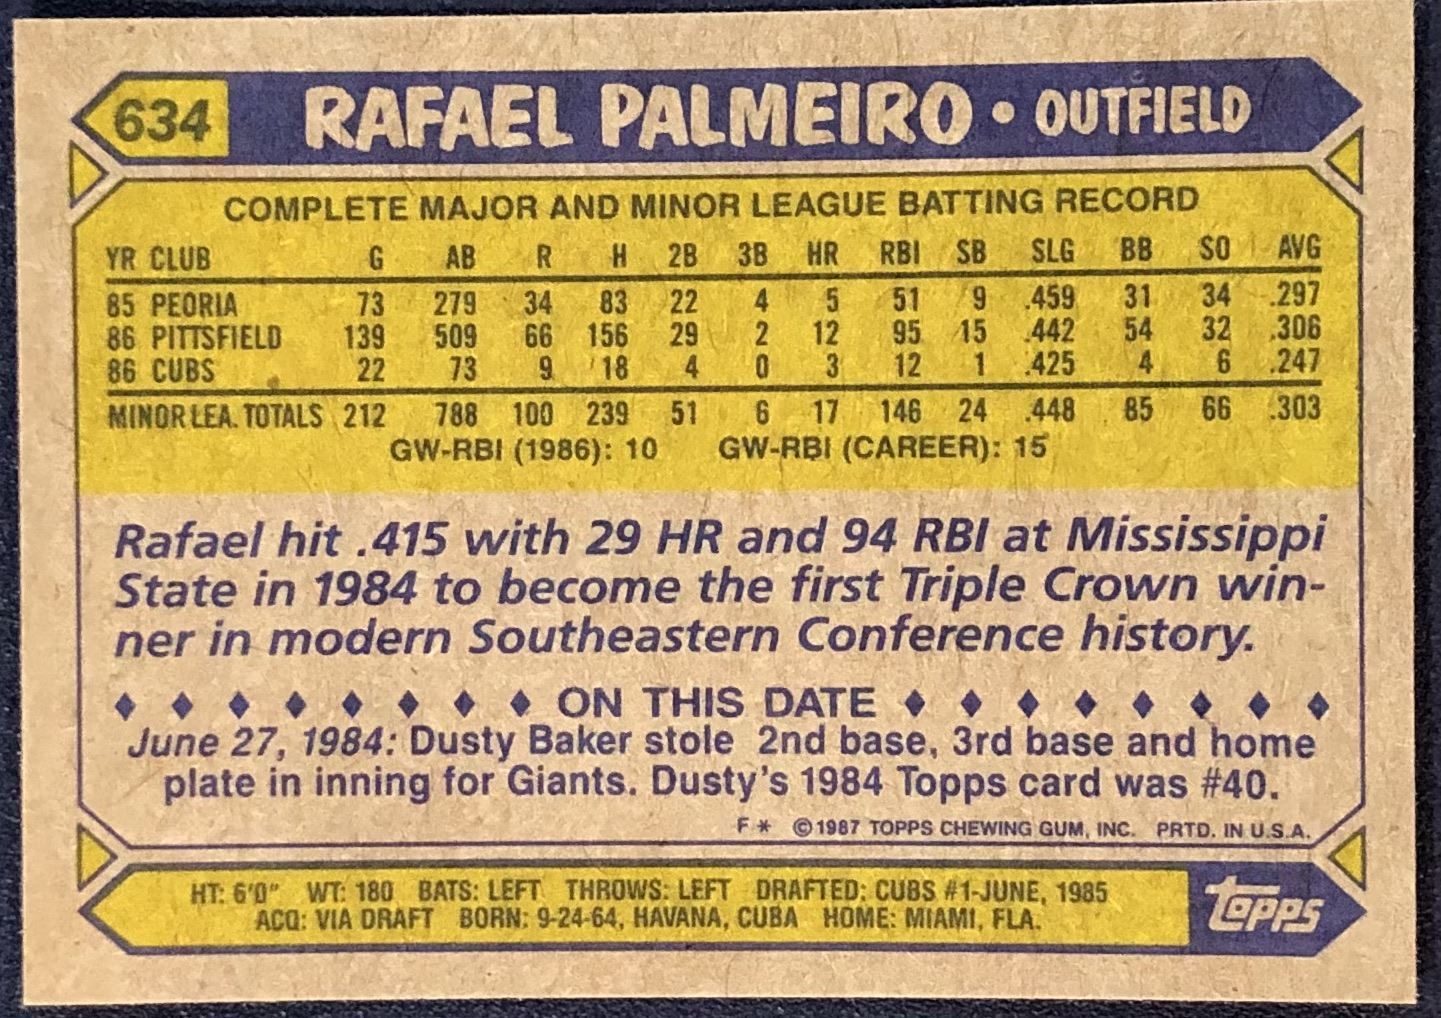 634 RAFAEL PALMEIRO • OUTFIELD
COMPLETE MAJOR AND MINOR LEAGUE BATTING RECORD
YR CLUB G AB R H 2B 3B HR RBI SB SLG BB SO AVG
85 PEORIA 73 279 34 83 22 4 5 51 9 .459 31 34 .297
86 PITTSFIELD 139 509 66 156 29 2 12 95 15 .442 54 32 .306
86 CUBS 22 73 9 18 4 0 3 12 1 .425 4 6 .247
MINOR LEA. TOTALS 212 788 100 239 51 6 17 146 24 .448 85 66 .303
GW-RBI (1986): 10 GW-RBI (CAREER): 15
Rafael hit .415 with 29 HR and 94 RBI at Mississippi
State in 1984 to become the first Triple Crown win-
ner in modern Southeastern Conference history.
♦ ♦ ♦ ♦ ♦ ♦ ♦ ♦ ON THIS DATE ♦ ♦ ♦ ♦ ♦ ♦ ♦ ♦
June 27, 1984: Dusty Baker stole 2nd base, 3rd base and home
plate in inning for Giants. Dusty's 1984 Topps card was #40.
F * ©1987 TOPPS CHEWING GUM, INC. PRTD. IN U.S.A.
HT: 6'0" WT: 180 BATS: LEFT THROWS: LEFT DRAFTED: CUBS #1-JUNE, 1985
ACQ: VIA DRAFT BORN: 9-24-64, HAVANA, CUBA HOME: MIAMI, FLA.
topps